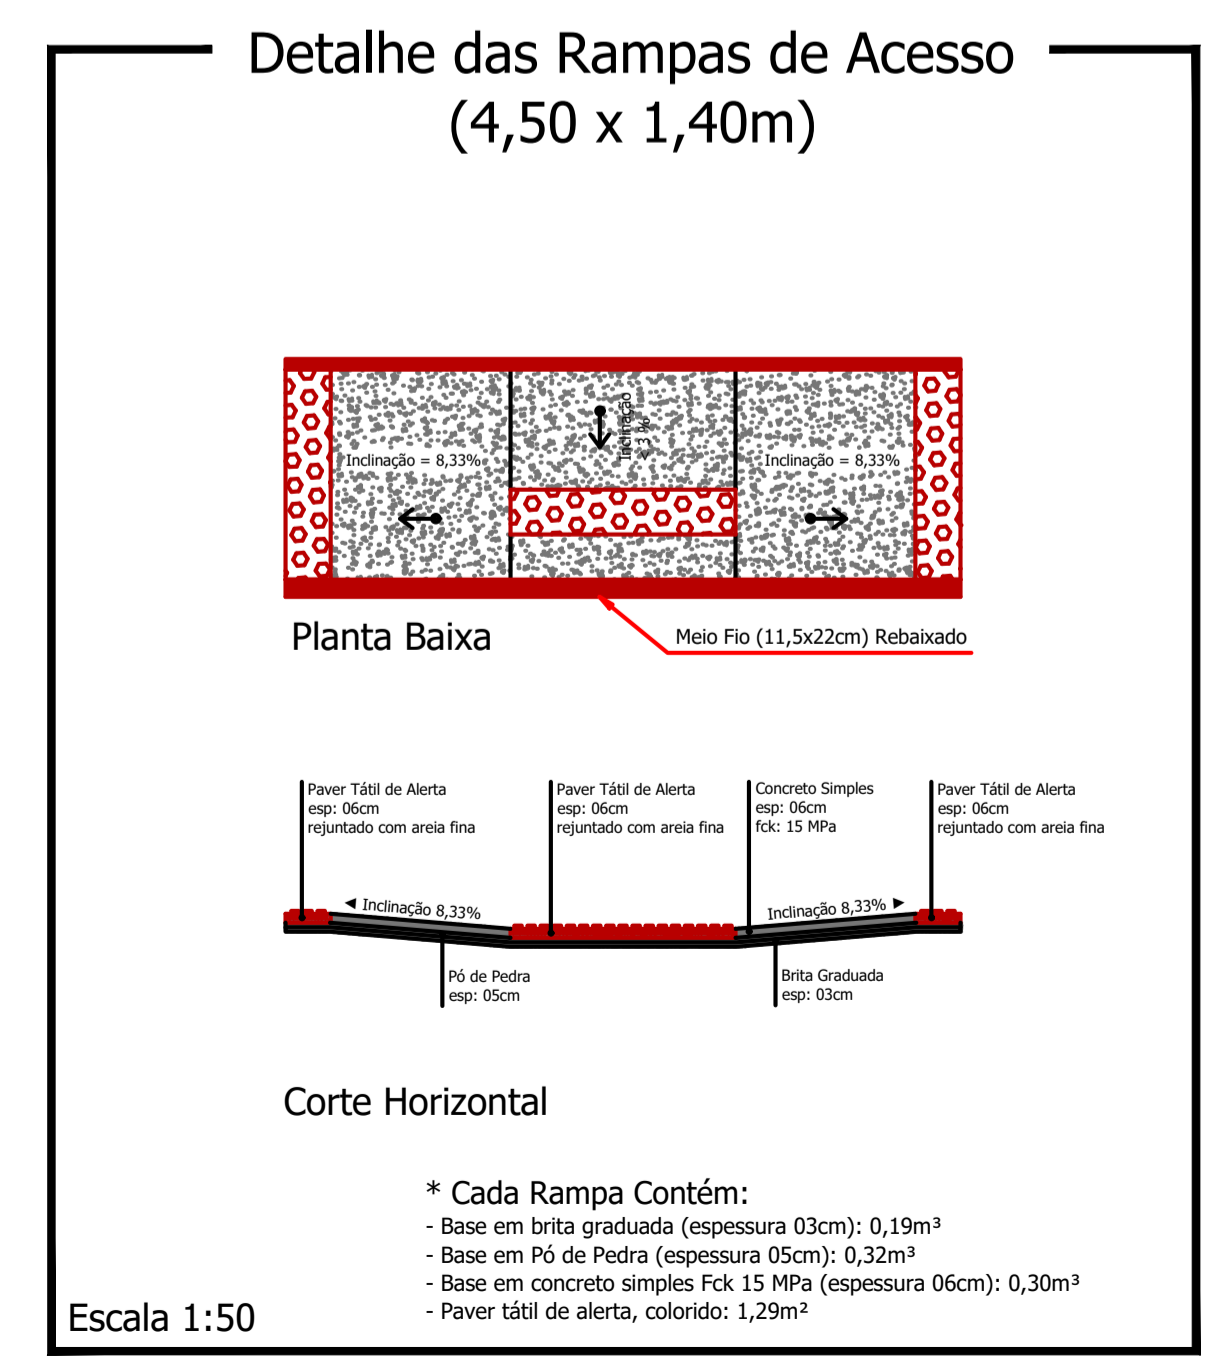 Detalhe das Rampas de Acesso
(4,50 x 1,40m)
Inclinação = 8,33%
Inclinação
< 3 %
Inclinação = 8,33%
Planta Baixa
Meio Fio (11,5x22cm) Rebaixado
Paver Tátil de Alerta
esp: 06cm
rejuntado com areia fina
Paver Tátil de Alerta
esp: 06cm
rejuntado com areia fina
Concreto Simples
esp: 06cm
fck: 15 MPa
Paver Tátil de Alerta
esp: 06cm
rejuntado com areia fina
Inclinação 8,33%
Inclinação 8,33%
Pó de Pedra
esp: 05cm
Brita Graduada
esp: 03cm
Corte Horizontal
* Cada Rampa Contém:
- Base em brita graduada (espessura 03cm): 0,19m³
- Base em Pó de Pedra (espessura 05cm): 0,32m³
- Base em concreto simples Fck 15 MPa (espessura 06cm): 0,30m³
- Paver tátil de alerta, colorido: 1,29m²
Escala 1:50